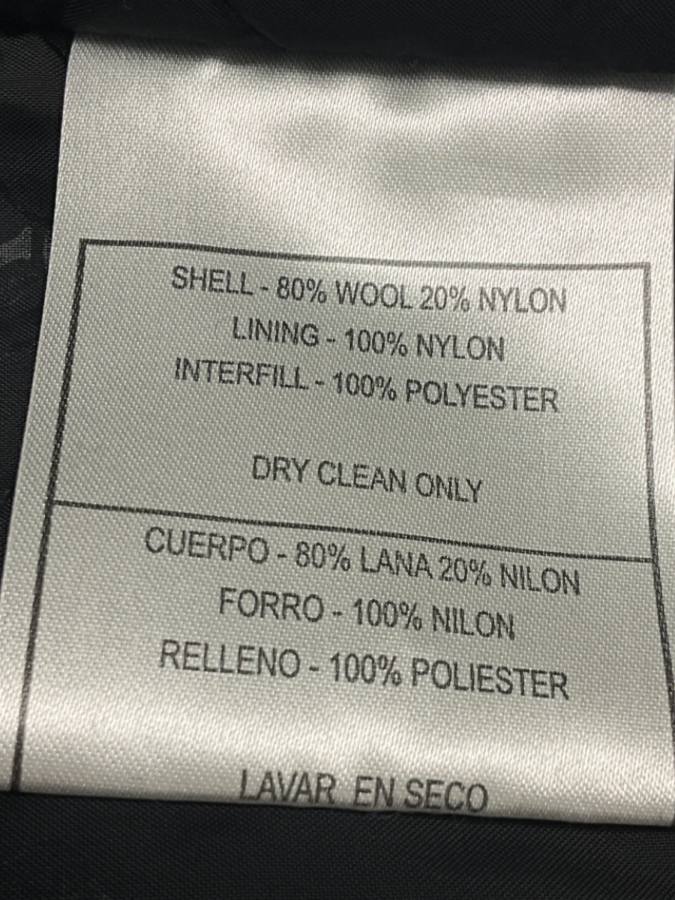 SHELL - 80% WOOL 20% NYLON
LINING - 100% NYLON
INTERFILL - 100% POLYESTER
DRY CLEAN ONLY
CUERPO - 80% LANA 20% NILON
FORRO - 100% NILON
RELLENO - 100% POLIESTER
LAVAR EN SECO